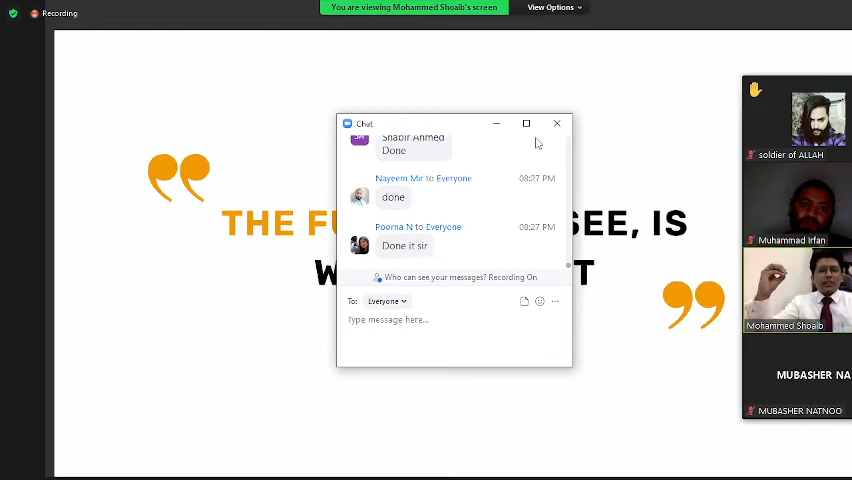 Recording
You are viewing Mohammed Shoaib's screen
View Options
Chat
Shabir Ahmed
Done
Nayeem Mir to Everyone
08:27 PM
done
Poorna N to Everyone
08:27 PM
Done it sir
Who can see your messages? Recording On
To: Everyone
Type message here...
THE
SEE, IS
soldier of ALLAH
Muhammad Irfan
Mohammed Shoaib
MUBASHER NA
MUBASHER NATNOO